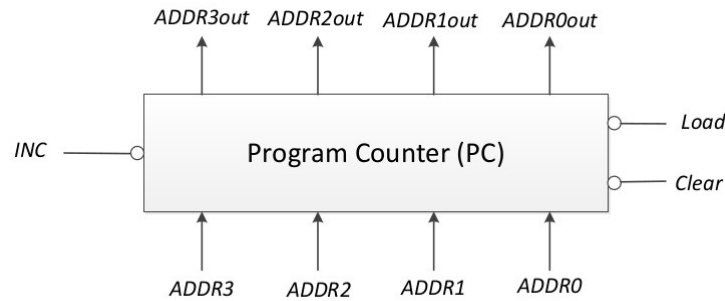 ADDR3out ADDR2out ADDR1out ADDR0out
Load
INC
Program Counter (PC)
Clear
ADDR3 ADDR2 ADDR1 ADDR0